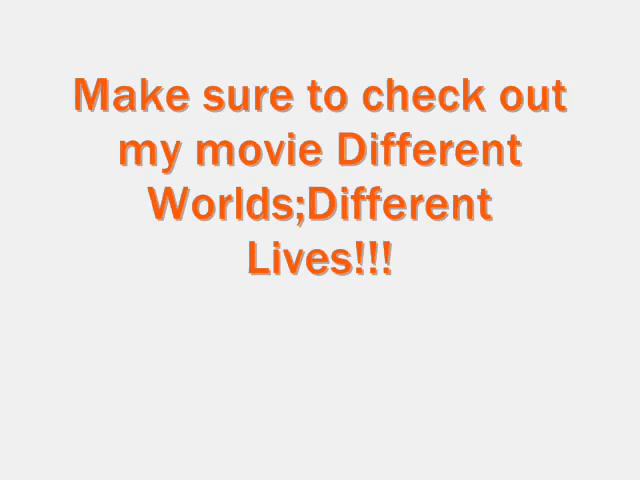 Make sure to check out
my movie Different
Worlds;Different
Lives!!!